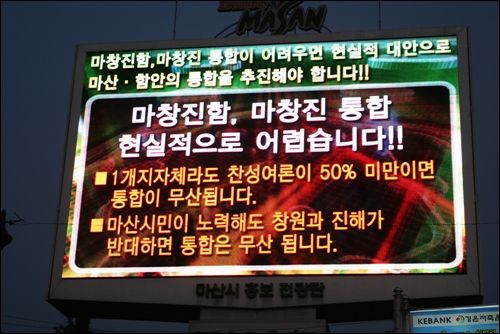 MASAN
마창진함,마창진 통합이 어려우면 현실적 대안으로
마산·함안의 통합을 추진해야 합니다!!
마창진함, 마창진 통합
현실적으로 어렵습니다!!
■ 1개지자체라도 찬성여론이 50% 미만이면
통합이 무산됩니다.
■ 마산시민이 노력해도 창원과 진해가
반대하면 통합은 무산 됩니다.
마산시 홍보 전광판
KEBANK